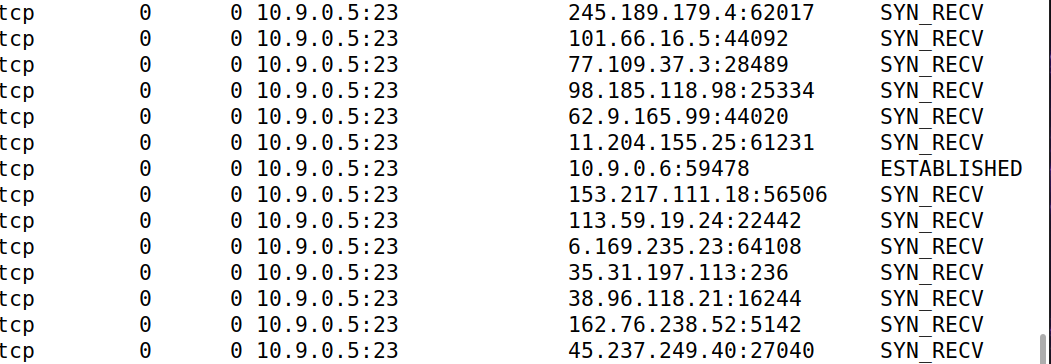 tcp 0 0 10.9.0.5:23 245.189.179.4:62017 SYN_RECV
tcp 0 0 10.9.0.5:23 101.66.16.5:44092 SYN_RECV
tcp 0 0 10.9.0.5:23 77.109.37.3:28489 SYN_RECV
tcp 0 0 10.9.0.5:23 98.185.118.98:25334 SYN_RECV
tcp 0 0 10.9.0.5:23 62.9.165.99:44020 SYN_RECV
tcp 0 0 10.9.0.5:23 11.204.155.25:61231 SYN_RECV
tcp 0 0 10.9.0.5:23 10.9.0.6:59478 ESTABLISHED
tcp 0 0 10.9.0.5:23 153.217.111.18:56506 SYN_RECV
tcp 0 0 10.9.0.5:23 113.59.19.24:22442 SYN_RECV
tcp 0 0 10.9.0.5:23 6.169.235.23:64108 SYN_RECV
tcp 0 0 10.9.0.5:23 35.31.197.113:236 SYN_RECV
tcp 0 0 10.9.0.5:23 38.96.118.21:16244 SYN_RECV
tcp 0 0 10.9.0.5:23 162.76.238.52:5142 SYN_RECV
tcp 0 0 10.9.0.5:23 45.237.249.40:27040 SYN_RECV